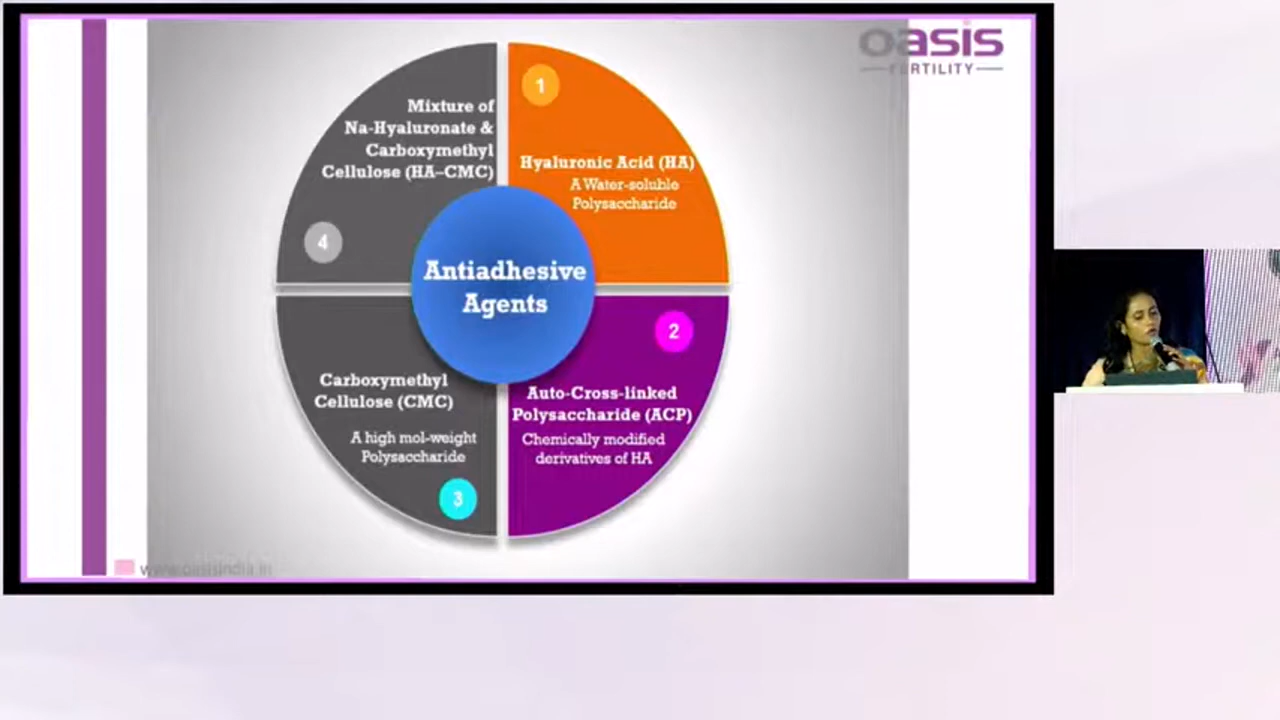 oasis
FERTILITY
1
Hyaluronic Acid (HA)
A Water-soluble
Polysaccharide
2
Auto-Cross-linked
Polysaccharide (ACP)
Chemically modified
derivatives of HA
Carboxymethyl
Cellulose (CMC)
A high mol-weight
Polysaccharide
3
Mixture of
Na-Hyaluronate &
Carboxymethyl
Cellulose (HA–CMC)
4
Antiadhesive
Agents
www.oasisindia.in